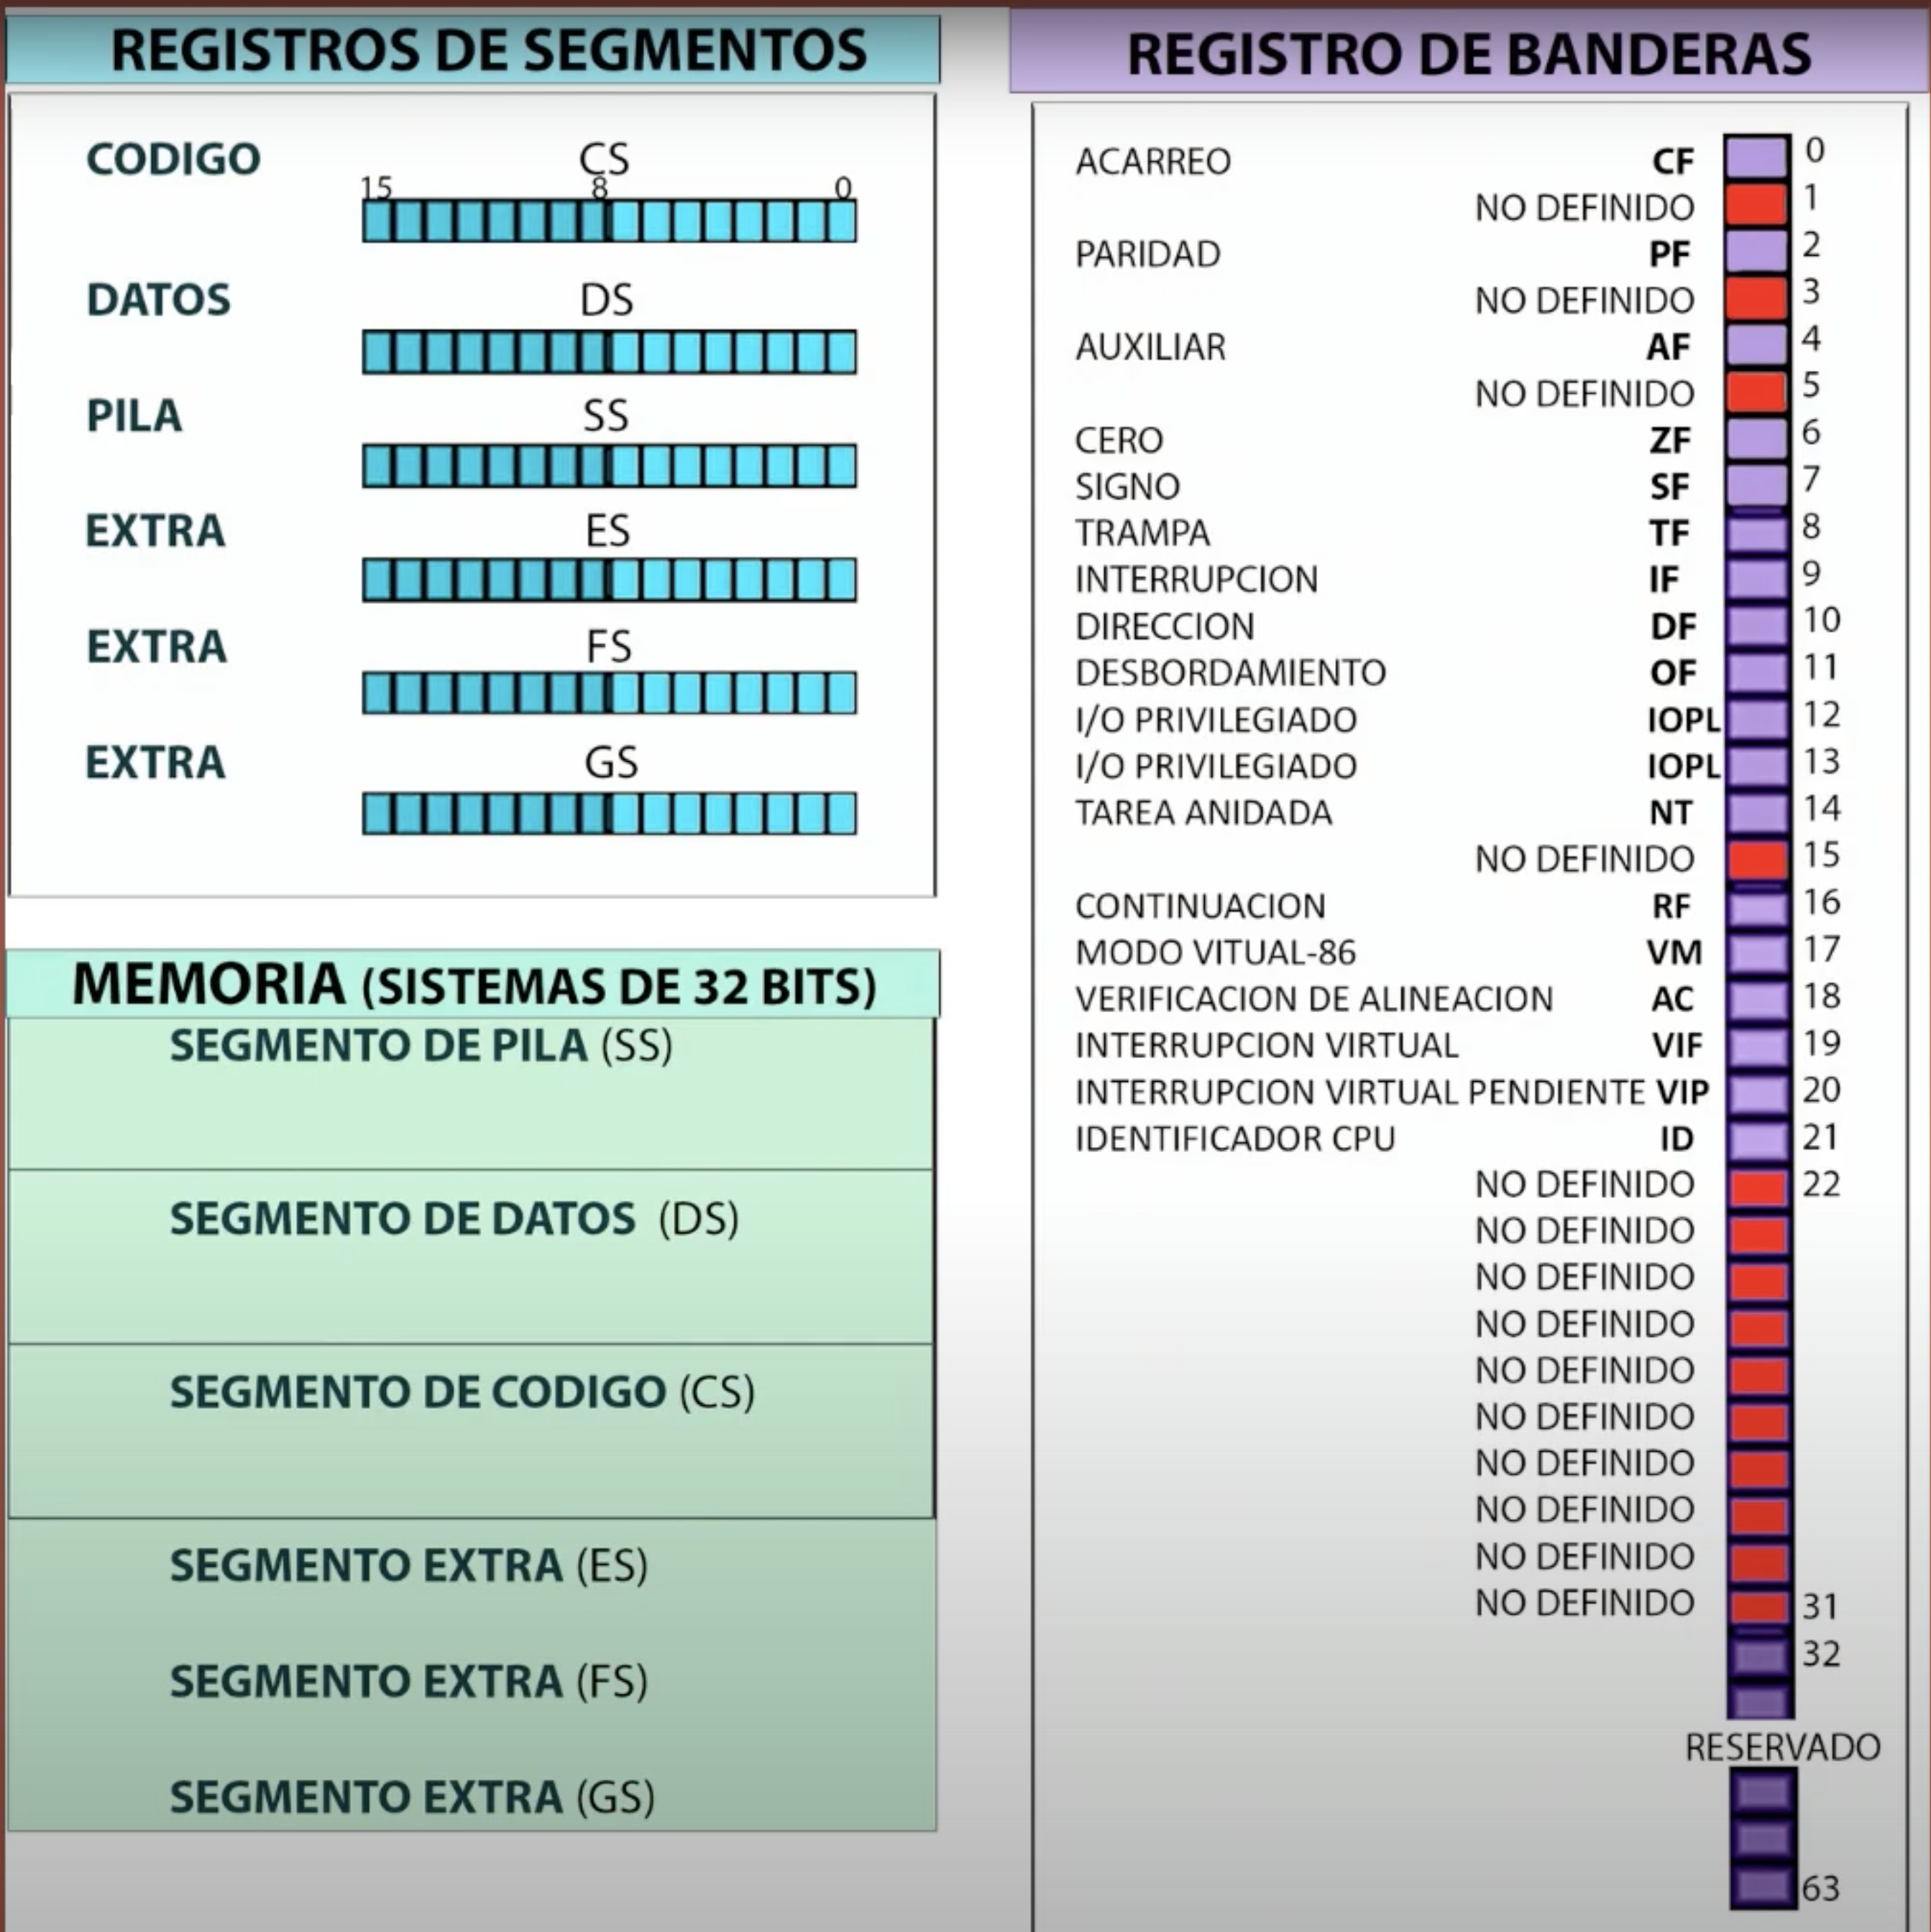 REGISTROS DE SEGMENTOS
CODIGO
CS
15 8 0
DATOS
DS
PILA
SS
EXTRA
ES
EXTRA
FS
EXTRA
GS
MEMORIA (SISTEMAS DE 32 BITS)
SEGMENTO DE PILA (SS)
SEGMENTO DE DATOS (DS)
SEGMENTO DE CODIGO (CS)
SEGMENTO EXTRA (ES)
SEGMENTO EXTRA (FS)
SEGMENTO EXTRA (GS)
REGISTRO DE BANDERAS
ACARREO CF 0
NO DEFINIDO 1
PARIDAD PF 2
NO DEFINIDO 3
AUXILIAR AF 4
NO DEFINIDO 5
CERO ZF 6
SIGNO SF 7
TRAMPA TF 8
INTERRUPCION IF 9
DIRECCION DF 10
DESBORDAMIENTO OF 11
I/O PRIVILEGIADO IOPL 12
I/O PRIVILEGIADO IOPL 13
TAREA ANIDADA NT 14
NO DEFINIDO 15
CONTINUACION RF 16
MODO VITUAL-86 VM 17
VERIFICACION DE ALINEACION AC 18
INTERRUPCION VIRTUAL VIF 19
INTERRUPCION VIRTUAL PENDIENTE VIP 20
IDENTIFICADOR CPU ID 21
NO DEFINIDO 22
NO DEFINIDO
NO DEFINIDO
NO DEFINIDO
NO DEFINIDO
NO DEFINIDO
NO DEFINIDO
NO DEFINIDO
NO DEFINIDO
NO DEFINIDO 31
32
RESERVADO
63